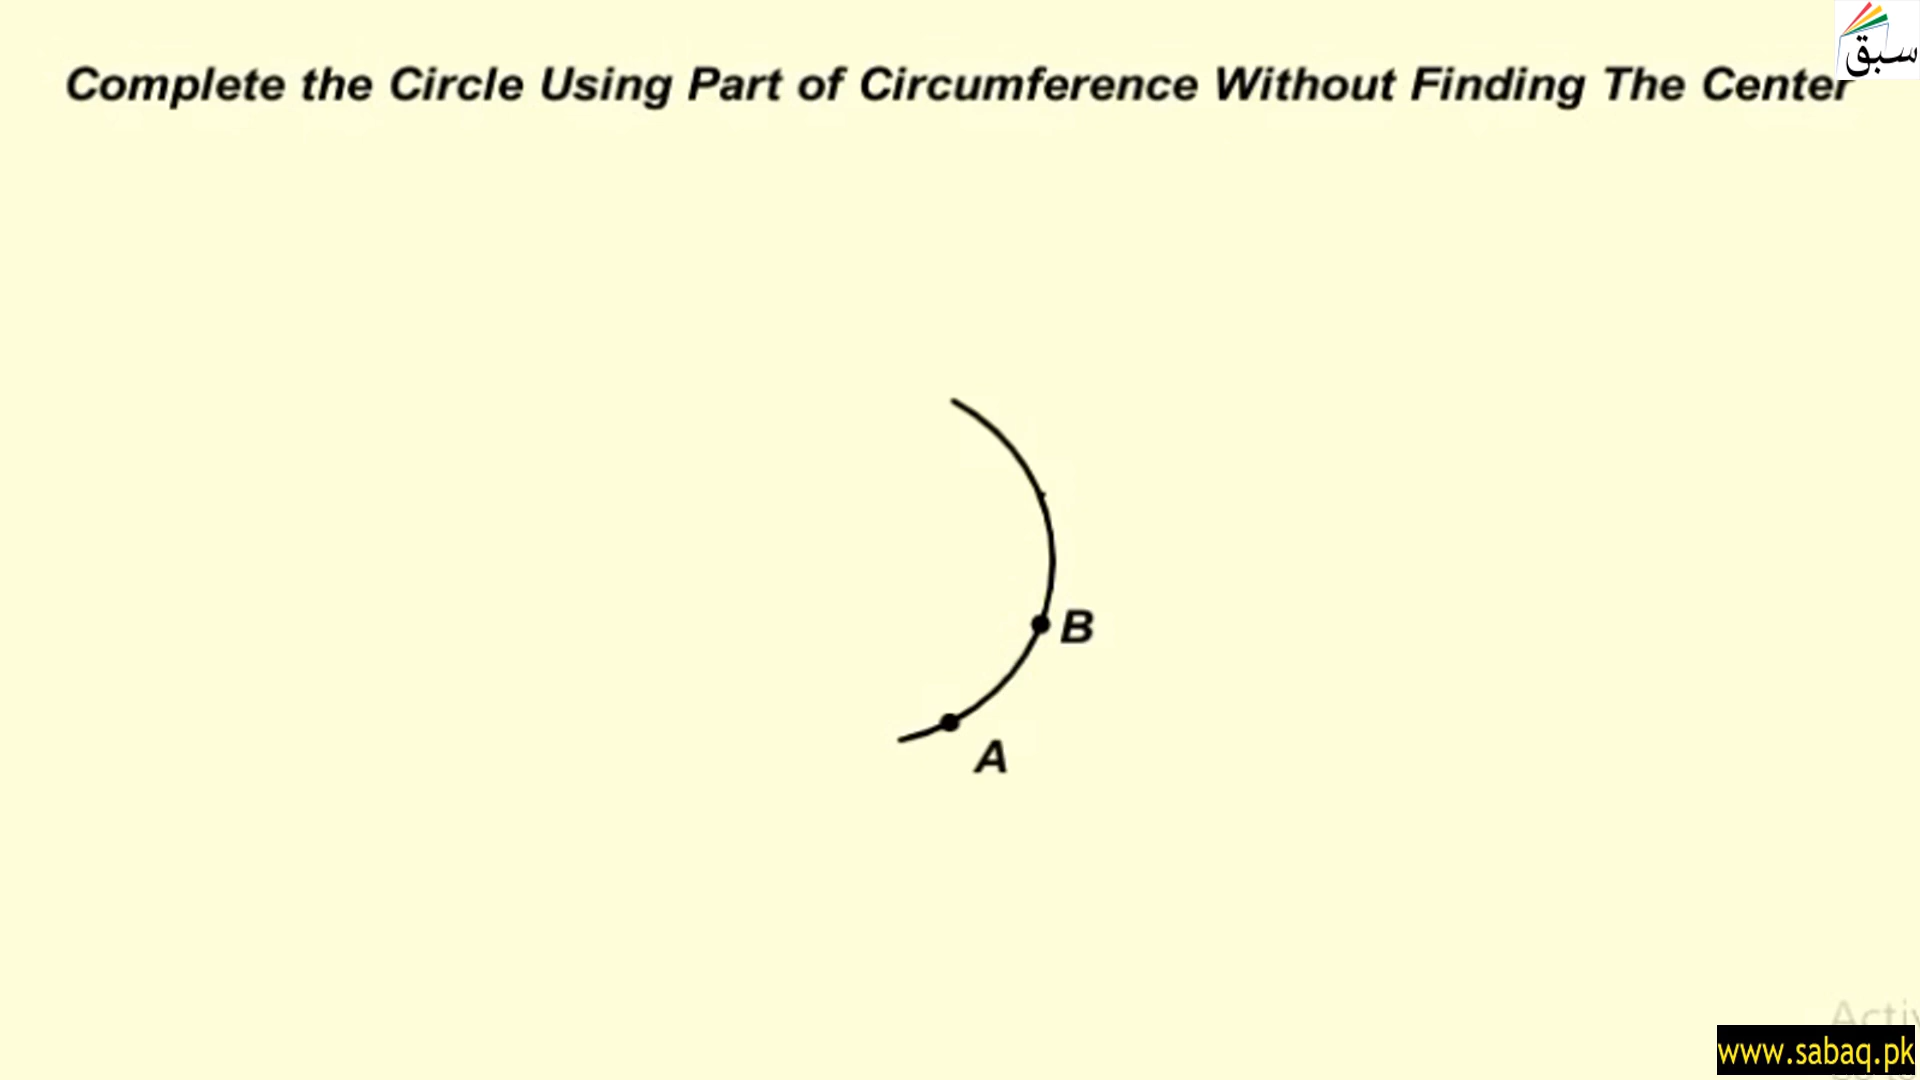 سبق
Complete the Circle Using Part of Circumference Without Finding The Center
B
A
www.sabaq.pk